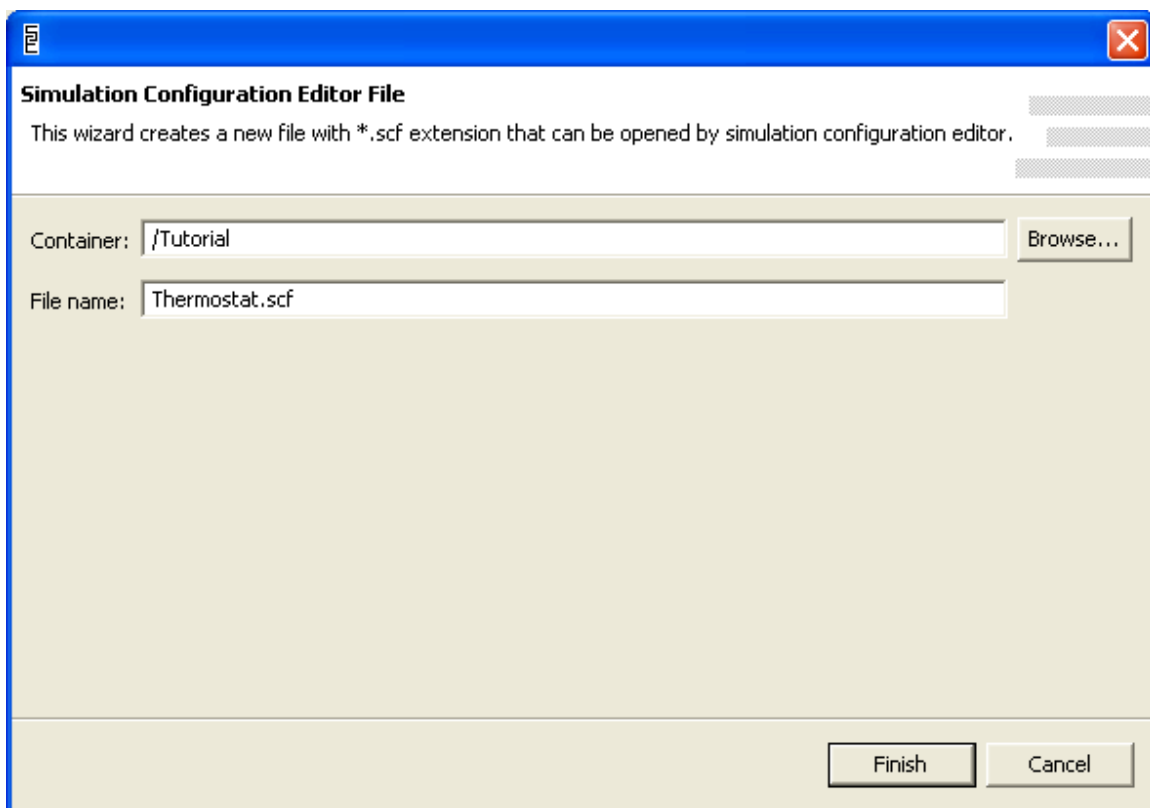 Simulation Configuration Editor File
This wizard creates a new file with *.scf extension that can be opened by simulation configuration editor.
Container: /Tutorial Browse...
File name: Thermostat.scf
Finish Cancel